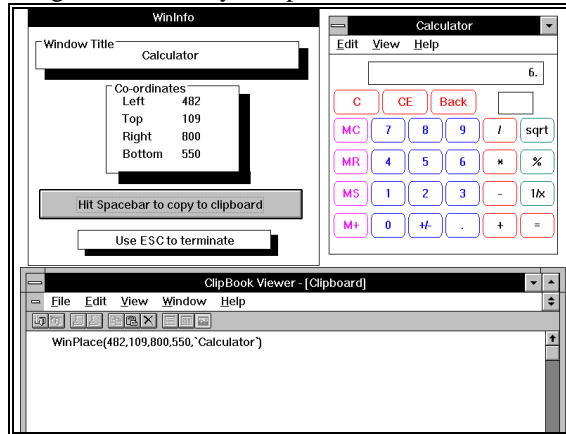 WinInfo
Window Title
Calculator
Co-ordinates
Left 482
Top 109
Right 800
Bottom 550
Hit Spacebar to copy to clipboard
Use ESC to terminate
Calculator
Edit View Help
6.
C CE Back
MC 7 8 9 / sqrt
MR 4 5 6 * %
MS 1 2 3 - 1/x
M+ 0 +/- . + =
ClipBook Viewer - [Clipboard]
File Edit View Window Help
WinPlace(482,109,800,550,`Calculator`)